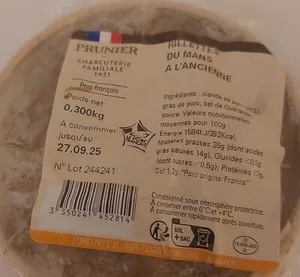 PRUNIER
CHARCUTERIE
FAMILIALE
1931
Porc français
Poids net
0.300kg
A consommer
jusqu'au
27.09.25
N° Lot 244241
3 350241 452814
RILLETTES
DU MANS
A L'ANCIENNE
Ingrédients : viande de porc
gras de porc, sel de Guérande,
poivre. Valeurs nutritionnelles
moyennes pour 100g :
Energie 1584kJ/383kcal,
Matières grasses 36g (dont acides
gras saturés 14g), Glucides <0.5g
(dont sucres <0.5g), Protéines 17g,
Sel 1.2g. "Porc origine France"
Conditionné sous atmosphère protectrice.
A conserver entre 0°C et +4°C.
A consommer rapidement après ouverture.
PRUNIER